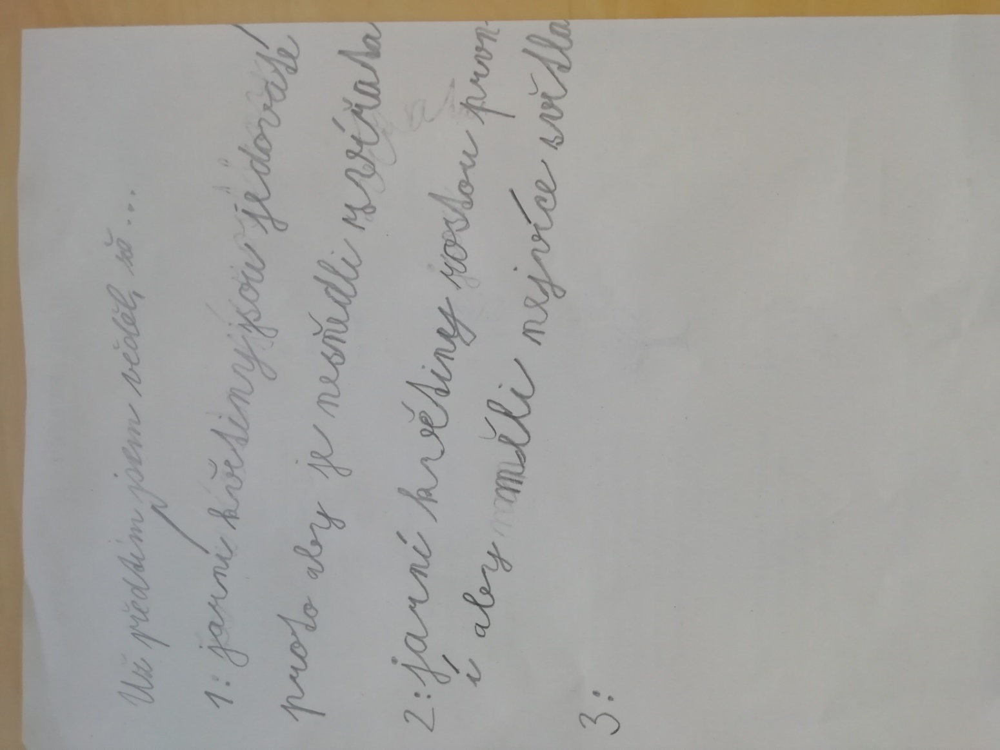 Už předtím jsem věděl, že...
1: jarní květiny jsou jedovaté
proto aby je nesnědli zvířata
2: jarní květiny rostou prvn-
í aby měli nejvíce světla
3: